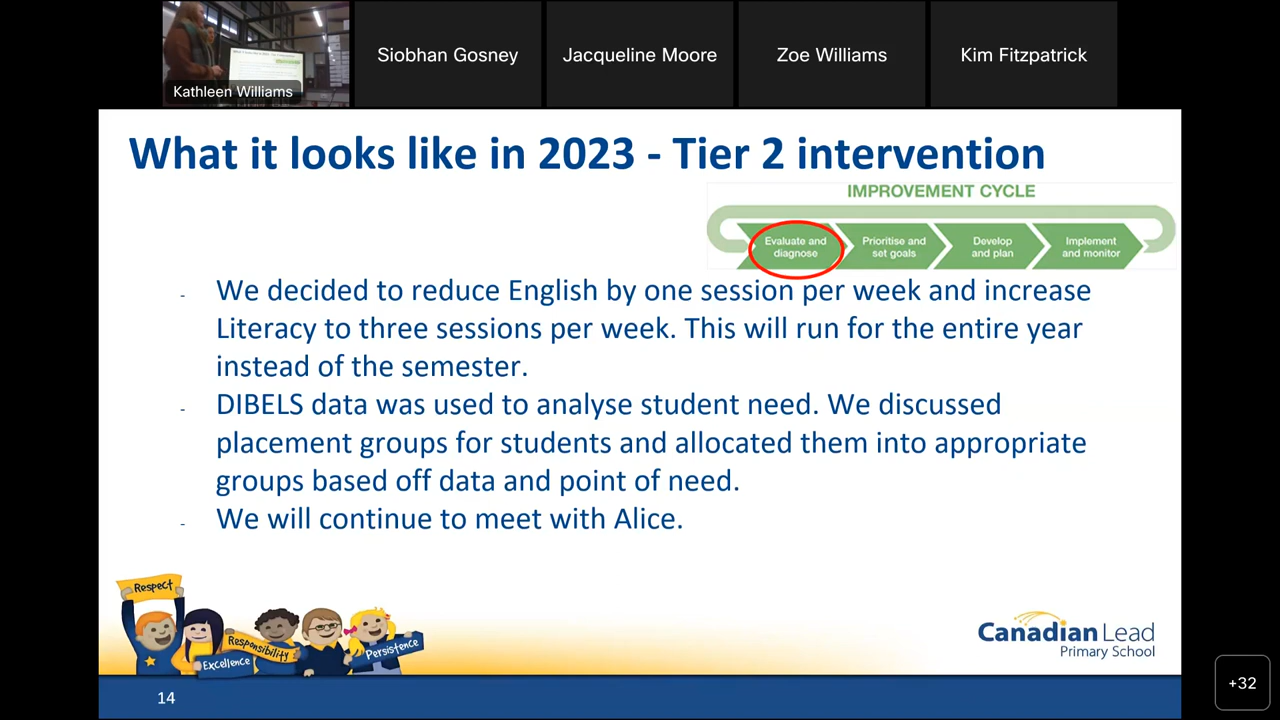 Kathleen Williams
Siobhan Gosney
Jacqueline Moore
Zoe Williams
Kim Fitzpatrick
What it looks like in 2023 - Tier 2 intervention
IMPROVEMENT CYCLE
Evaluate and
diagnose
Prioritise and
set goals
Develop
and plan
Implement
and monitor
- We decided to reduce English by one session per week and increase
Literacy to three sessions per week. This will run for the entire year
instead of the semester.
- DIBELS data was used to analyse student need. We discussed
placement groups for students and allocated them into appropriate
groups based off data and point of need.
- We will continue to meet with Alice.
Respect
Excellence
Responsibility
Persistence
Canadian Lead
Primary School
14
+32